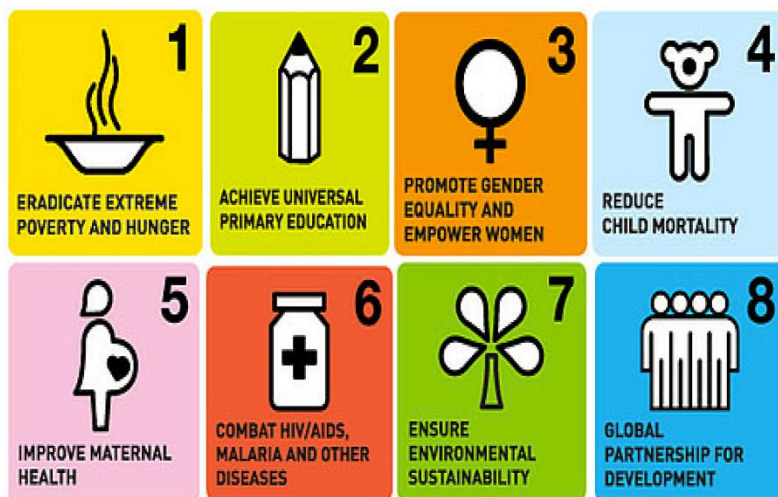 1
ERADICATE EXTREME
POVERTY AND HUNGER
2
ACHIEVE UNIVERSAL
PRIMARY EDUCATION
3
PROMOTE GENDER
EQUALITY AND
EMPOWER WOMEN
4
REDUCE
CHILD MORTALITY
5
IMPROVE MATERNAL
HEALTH
6
COMBAT HIV/AIDS,
MALARIA AND OTHER
DISEASES
7
ENSURE
ENVIRONMENTAL
SUSTAINABILITY
8
GLOBAL
PARTNERSHIP FOR
DEVELOPMENT